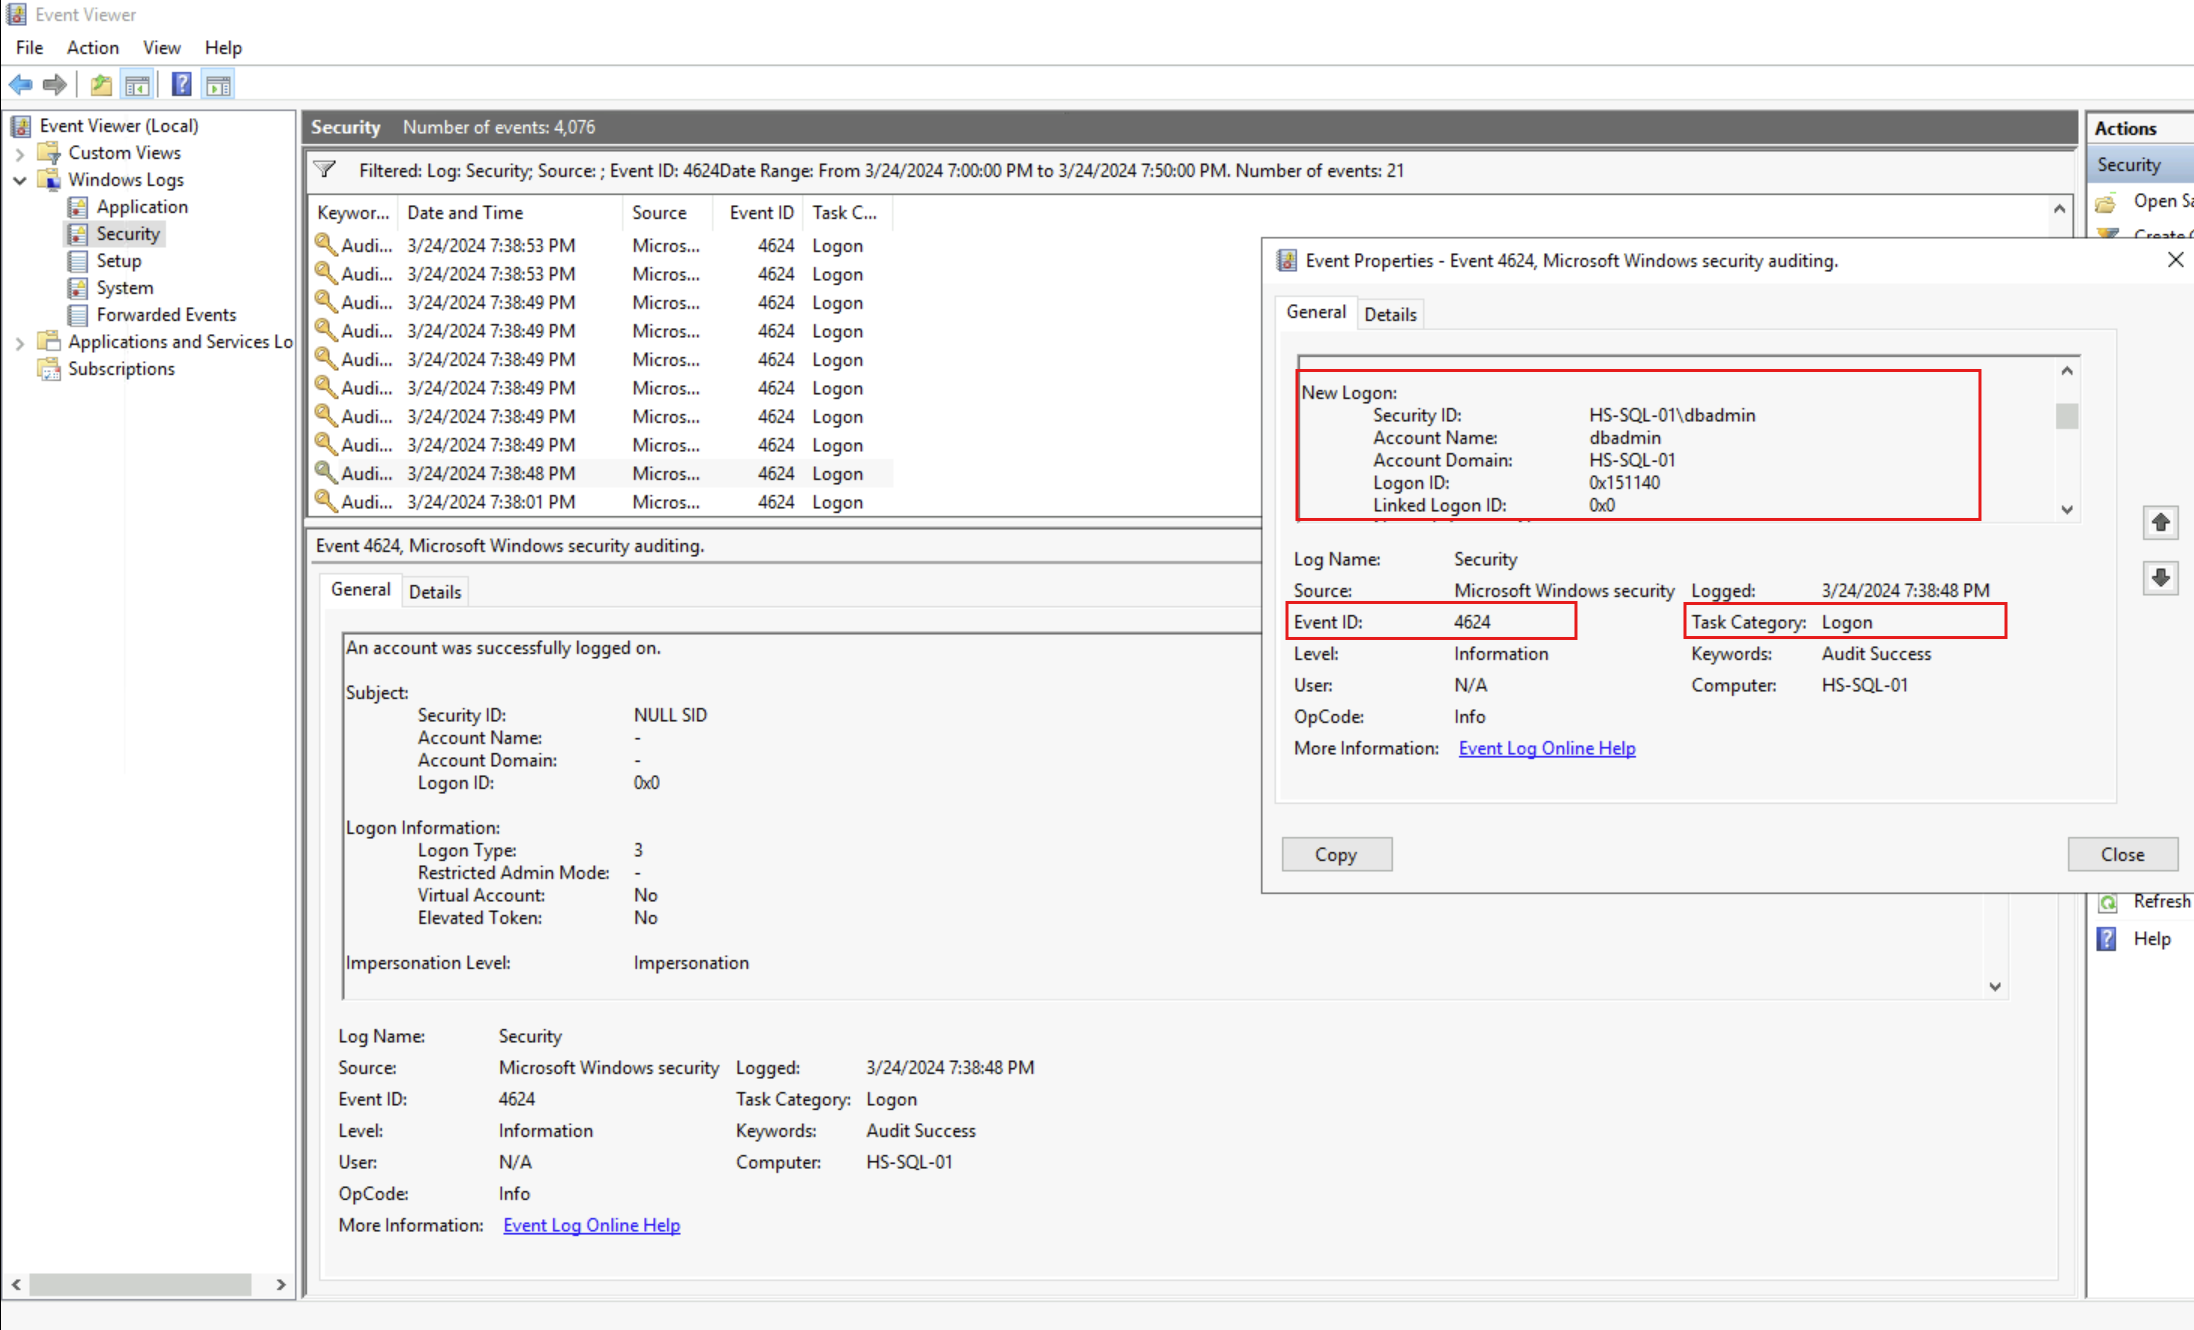 Event Viewer
File Action View Help
Event Viewer (Local)
Custom Views
Windows Logs
Application
Security
Setup
System
Forwarded Events
Applications and Services Lo
Subscriptions
Security Number of events: 4,076
Filtered: Log: Security; Source: ; Event ID: 4624Date Range: From 3/24/2024 7:00:00 PM to 3/24/2024 7:50:00 PM. Number of events: 21
Keywor... Date and Time Source Event ID Task C...
Audi... 3/24/2024 7:38:53 PM Micros... 4624 Logon
Audi... 3/24/2024 7:38:53 PM Micros... 4624 Logon
Audi... 3/24/2024 7:38:49 PM Micros... 4624 Logon
Audi... 3/24/2024 7:38:49 PM Micros... 4624 Logon
Audi... 3/24/2024 7:38:49 PM Micros... 4624 Logon
Audi... 3/24/2024 7:38:49 PM Micros... 4624 Logon
Audi... 3/24/2024 7:38:49 PM Micros... 4624 Logon
Audi... 3/24/2024 7:38:49 PM Micros... 4624 Logon
Audi... 3/24/2024 7:38:48 PM Micros... 4624 Logon
Audi... 3/24/2024 7:38:01 PM Micros... 4624 Logon
Event 4624, Microsoft Windows security auditing.
General Details
An account was successfully logged on.
Subject:
Security ID: NULL SID
Account Name: -
Account Domain: -
Logon ID: 0x0
Logon Information:
Logon Type: 3
Restricted Admin Mode: -
Virtual Account: No
Elevated Token: No
Impersonation Level: Impersonation
Log Name: Security
Source: Microsoft Windows security Logged: 3/24/2024 7:38:48 PM
Event ID: 4624 Task Category: Logon
Level: Information Keywords: Audit Success
User: N/A Computer: HS-SQL-01
OpCode: Info
More Information: Event Log Online Help
Event Properties - Event 4624, Microsoft Windows security auditing.
General Details
New Logon:
Security ID: HS-SQL-01\dbadmin
Account Name: dbadmin
Account Domain: HS-SQL-01
Logon ID: 0x151140
Linked Logon ID: 0x0
Log Name: Security
Source: Microsoft Windows security Logged: 3/24/2024 7:38:48 PM
Event ID: 4624 Task Category: Logon
Level: Information Keywords: Audit Success
User: N/A Computer: HS-SQL-01
OpCode: Info
More Information: Event Log Online Help
Copy Close
Actions
Security
Open Sa
Refresh
Help